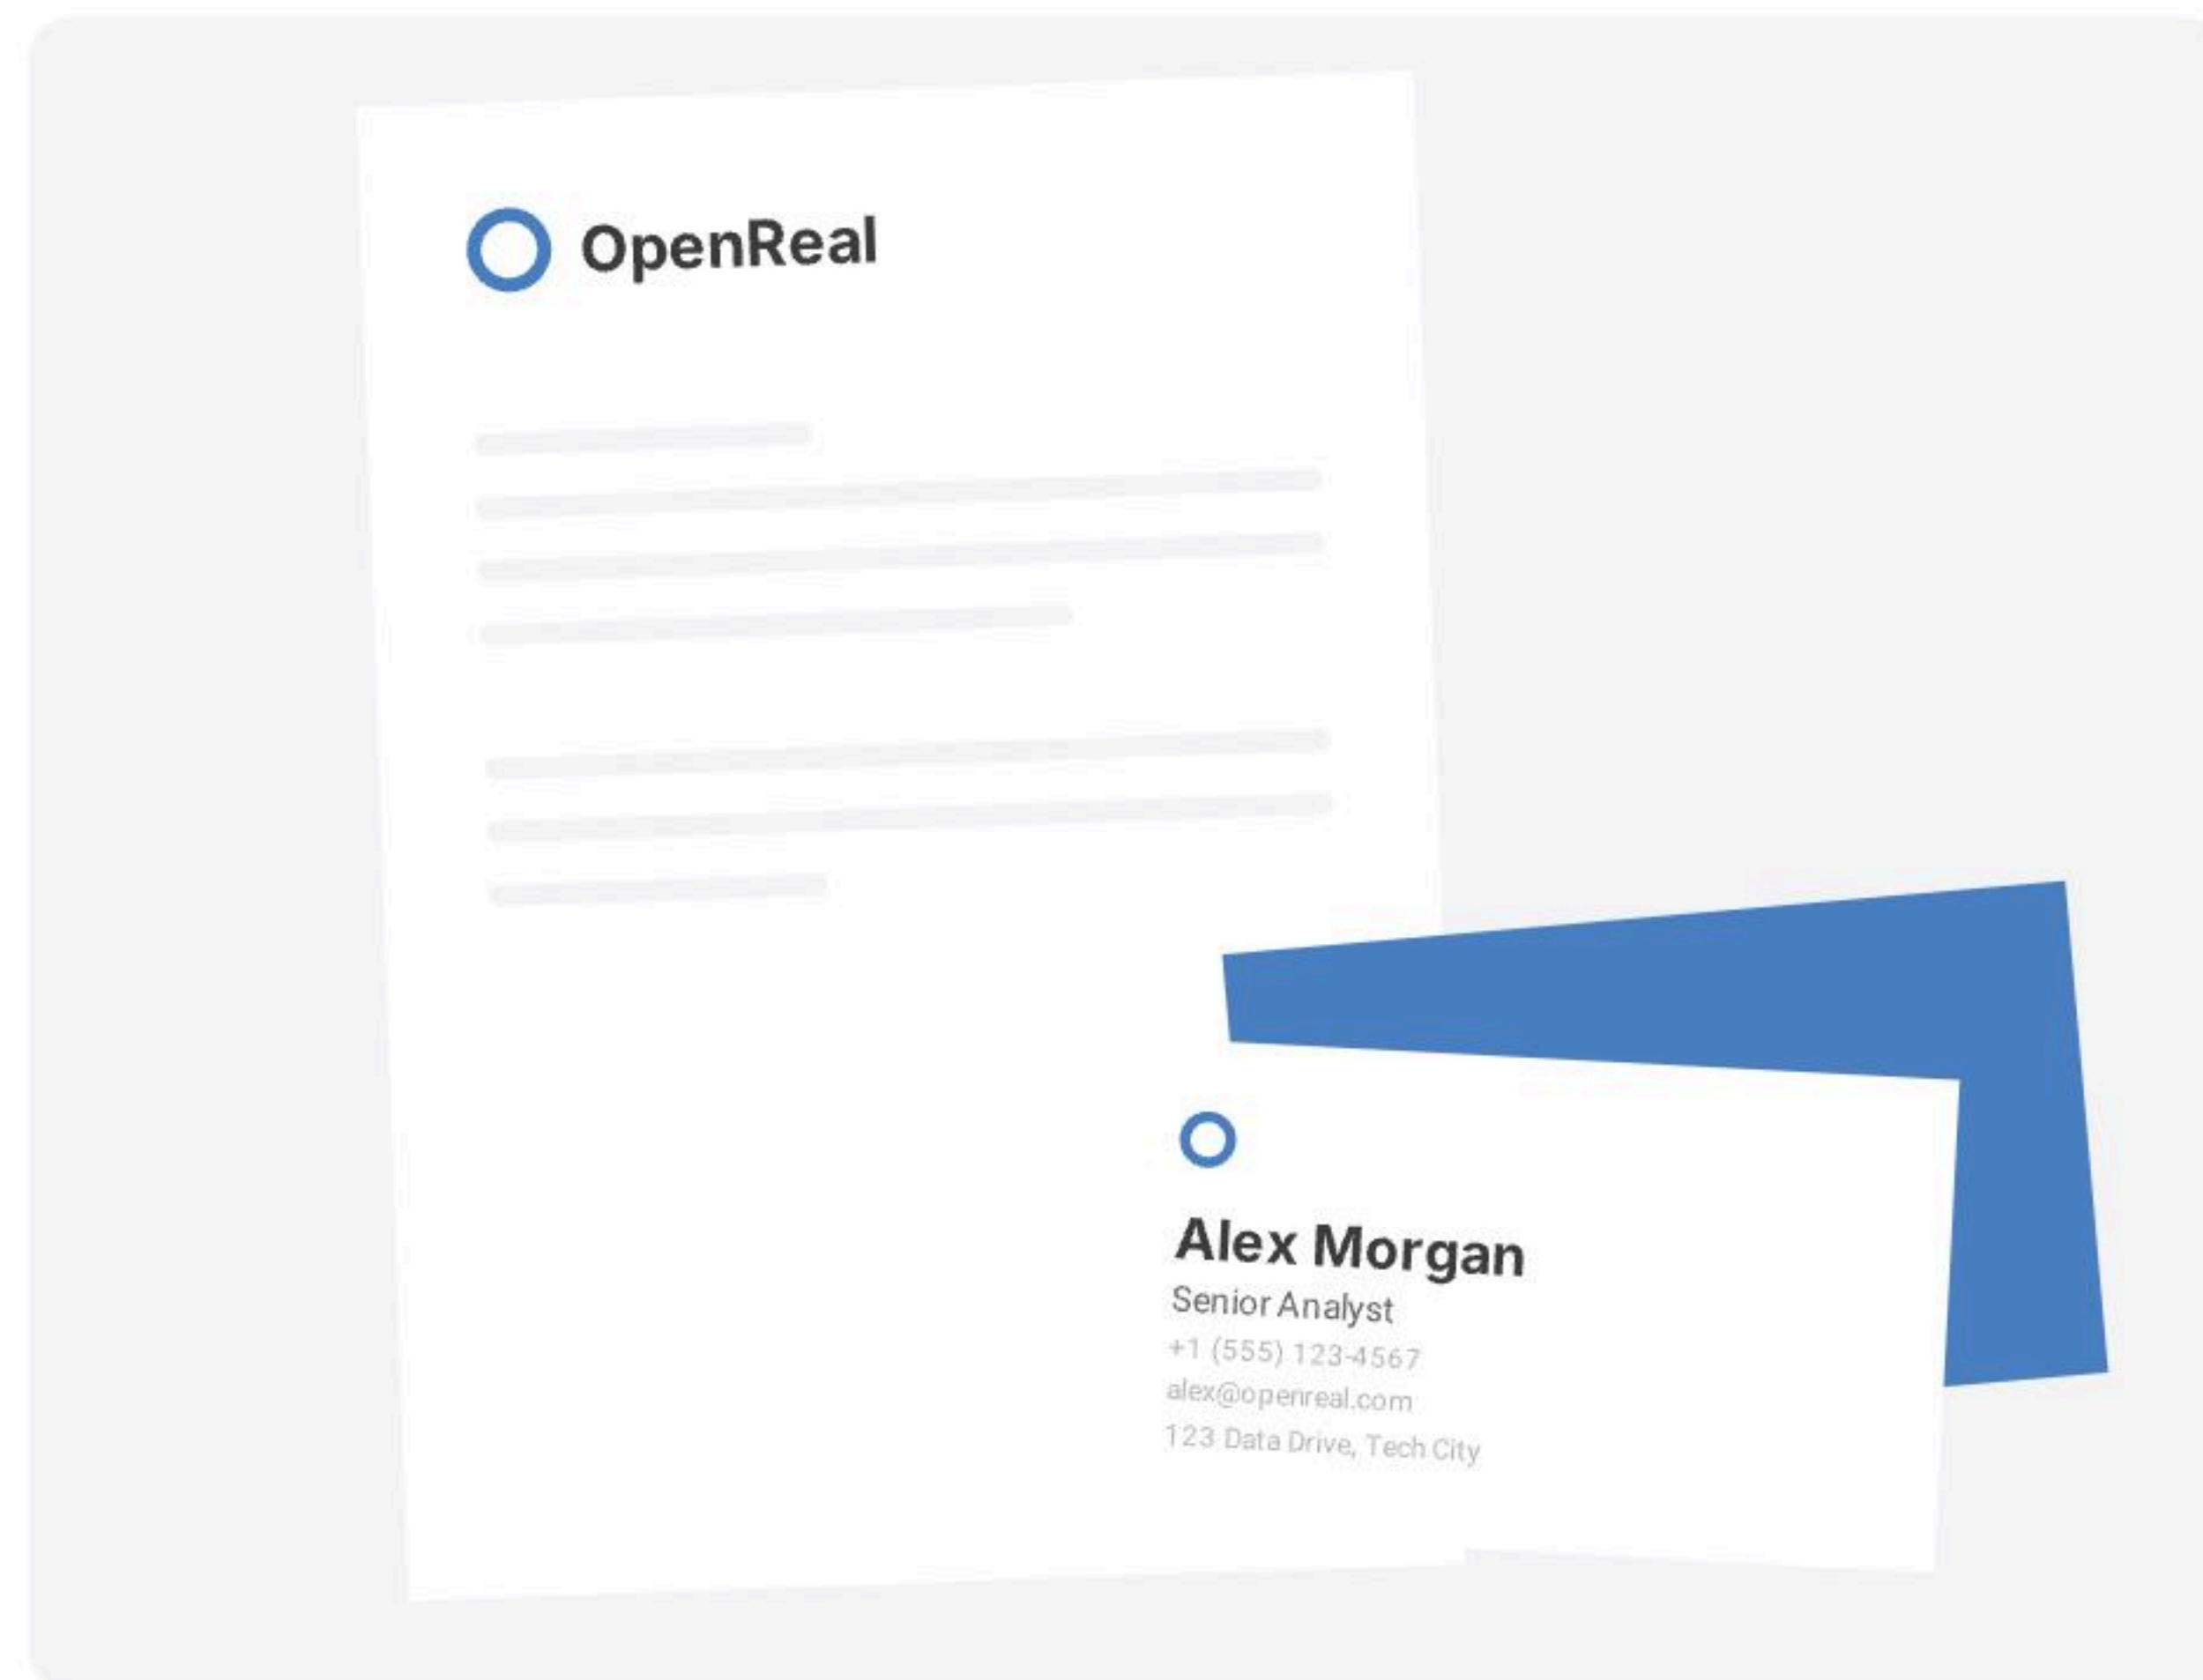 OpenReal
Alex Morgan
Senior Analyst
+1 (555) 123-4567
alex@openreal.com
123 Data Drive, Tech City